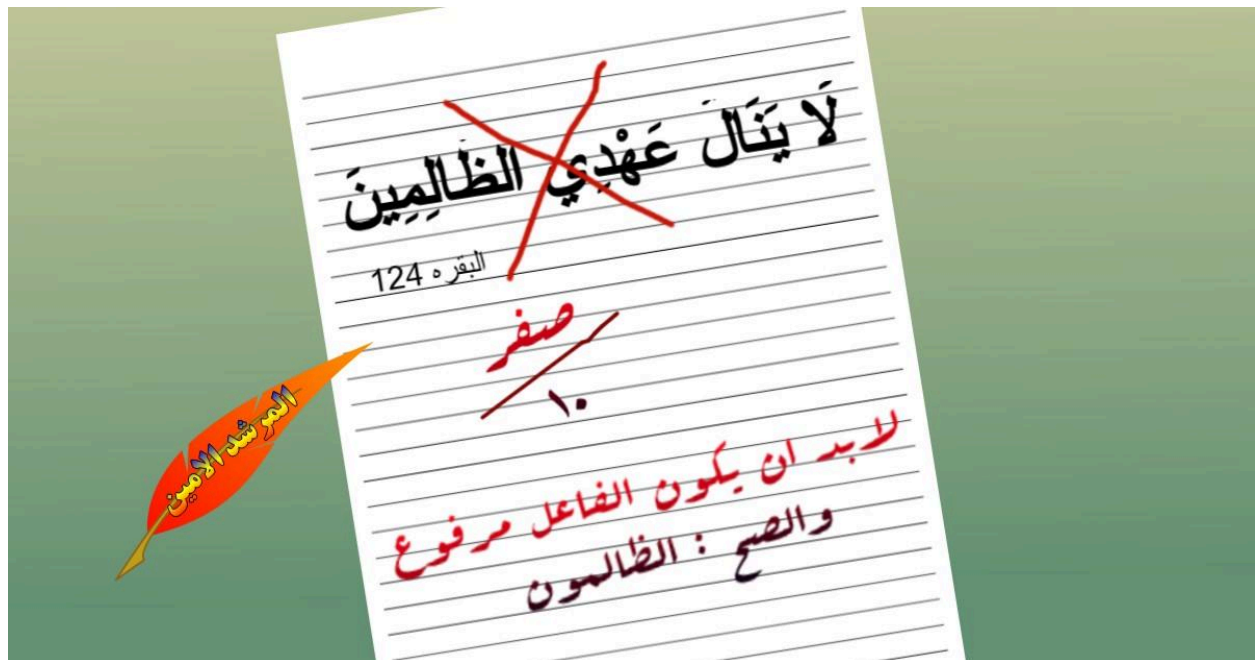 لَا يَنَالُ عَهْدِي الظَّالِمِينَ
البقره 124
صفر
١٠
لابد ان يكون الفاعل مرفوع
والصح : الظالمون
المرشد الامين